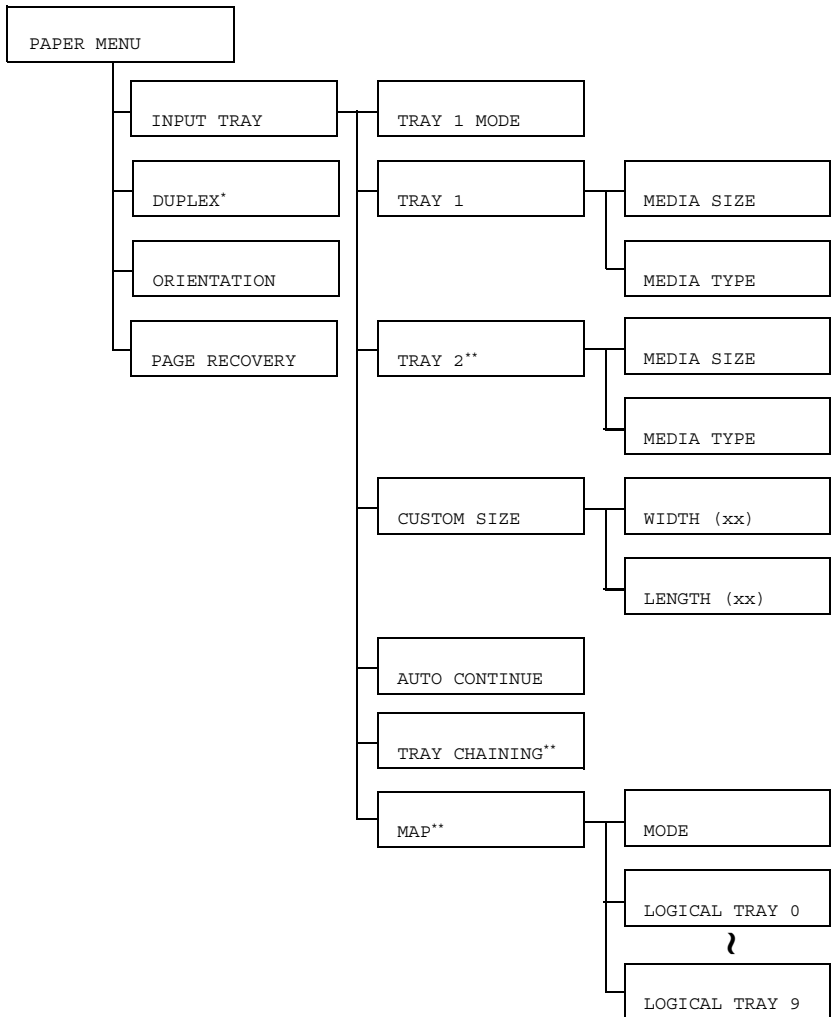 PAPER MENU
INPUT TRAY
TRAY 1 MODE
DUPLEX*
TRAY 1
MEDIA SIZE
ORIENTATION
MEDIA TYPE
PAGE RECOVERY
TRAY 2**
MEDIA SIZE
MEDIA TYPE
CUSTOM SIZE
WIDTH (xx)
LENGTH (xx)
AUTO CONTINUE
TRAY CHAINING**
MAP**
MODE
LOGICAL TRAY 0
~
LOGICAL TRAY 9